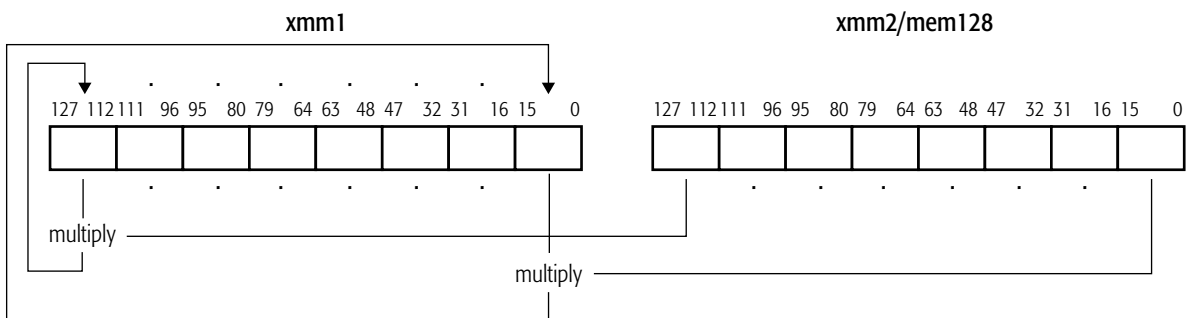 xmm1 xmm2/mem128
. . . . . .
127 112 111 96 95 80 79 64 63 48 47 32 31 16 15 0 127 112 111 96 95 80 79 64 63 48 47 32 31 16 15 0
. . . . . . . . . . . .
multiply
multiply